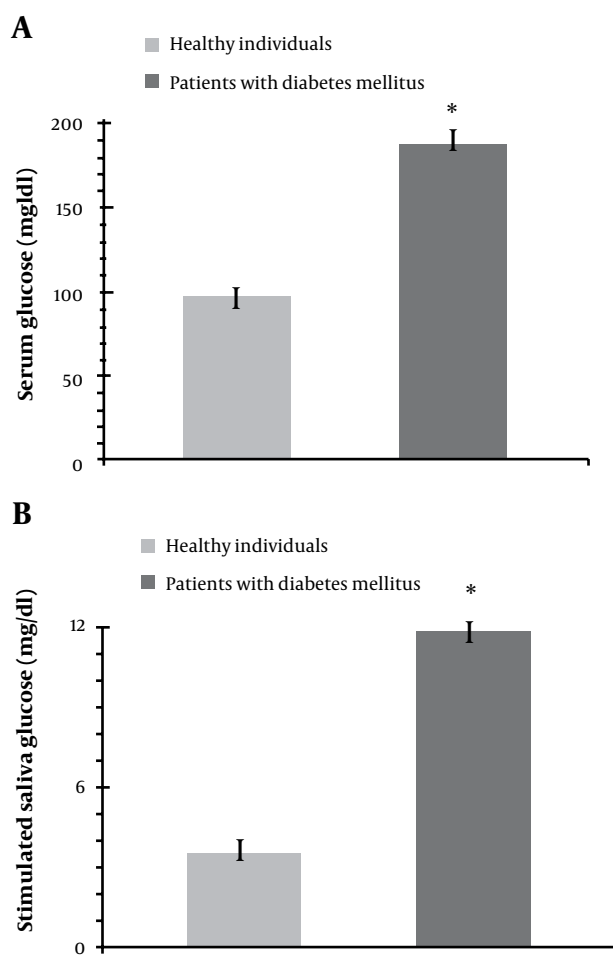 A
Healthy individuals
Patients with diabetes mellitus
*
Serum glucose (mgIdl)
200
150
100
50
0
B
Healthy individuals
Patients with diabetes mellitus
*
Stimulated saliva glucose (mg/dl)
12
6
0